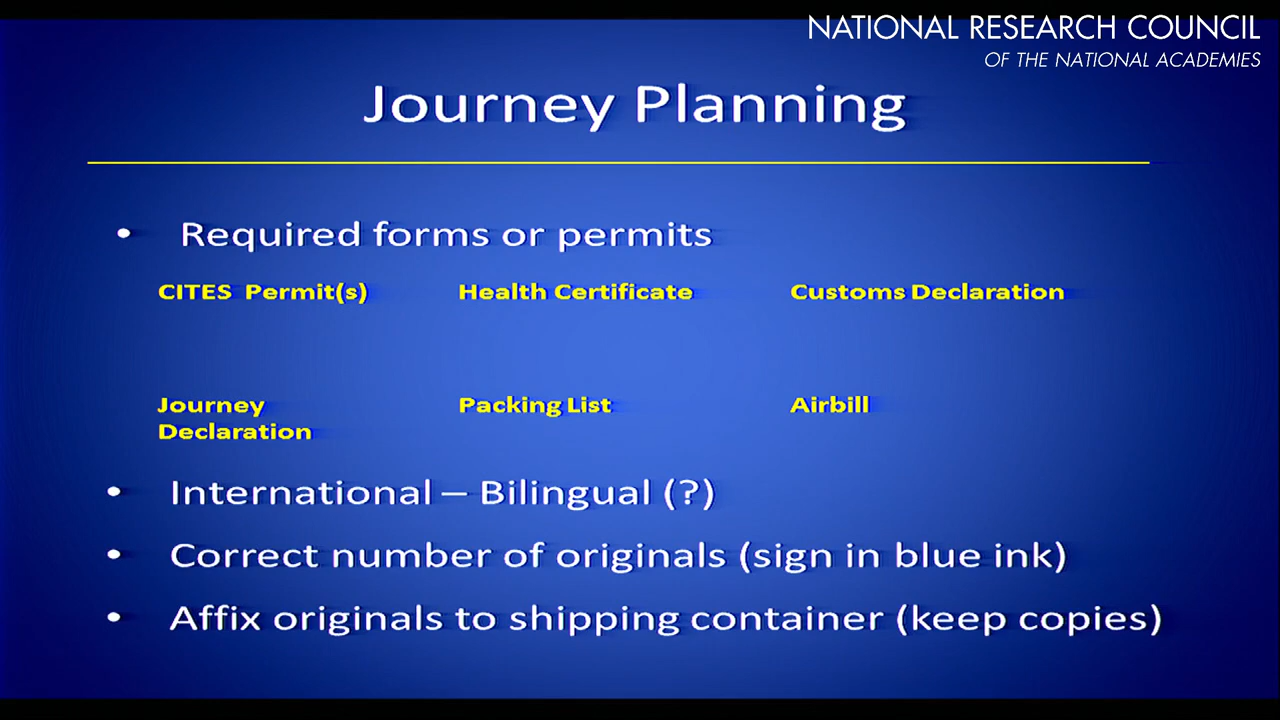 NATIONAL RESEARCH COUNCIL
OF THE NATIONAL ACADEMIES
Journey Planning
• Required forms or permits
CITES Permit(s) Health Certificate Customs Declaration
Journey Packing List Airbill
Declaration
• International – Bilingual (?)
• Correct number of originals (sign in blue ink)
• Affix originals to shipping container (keep copies)